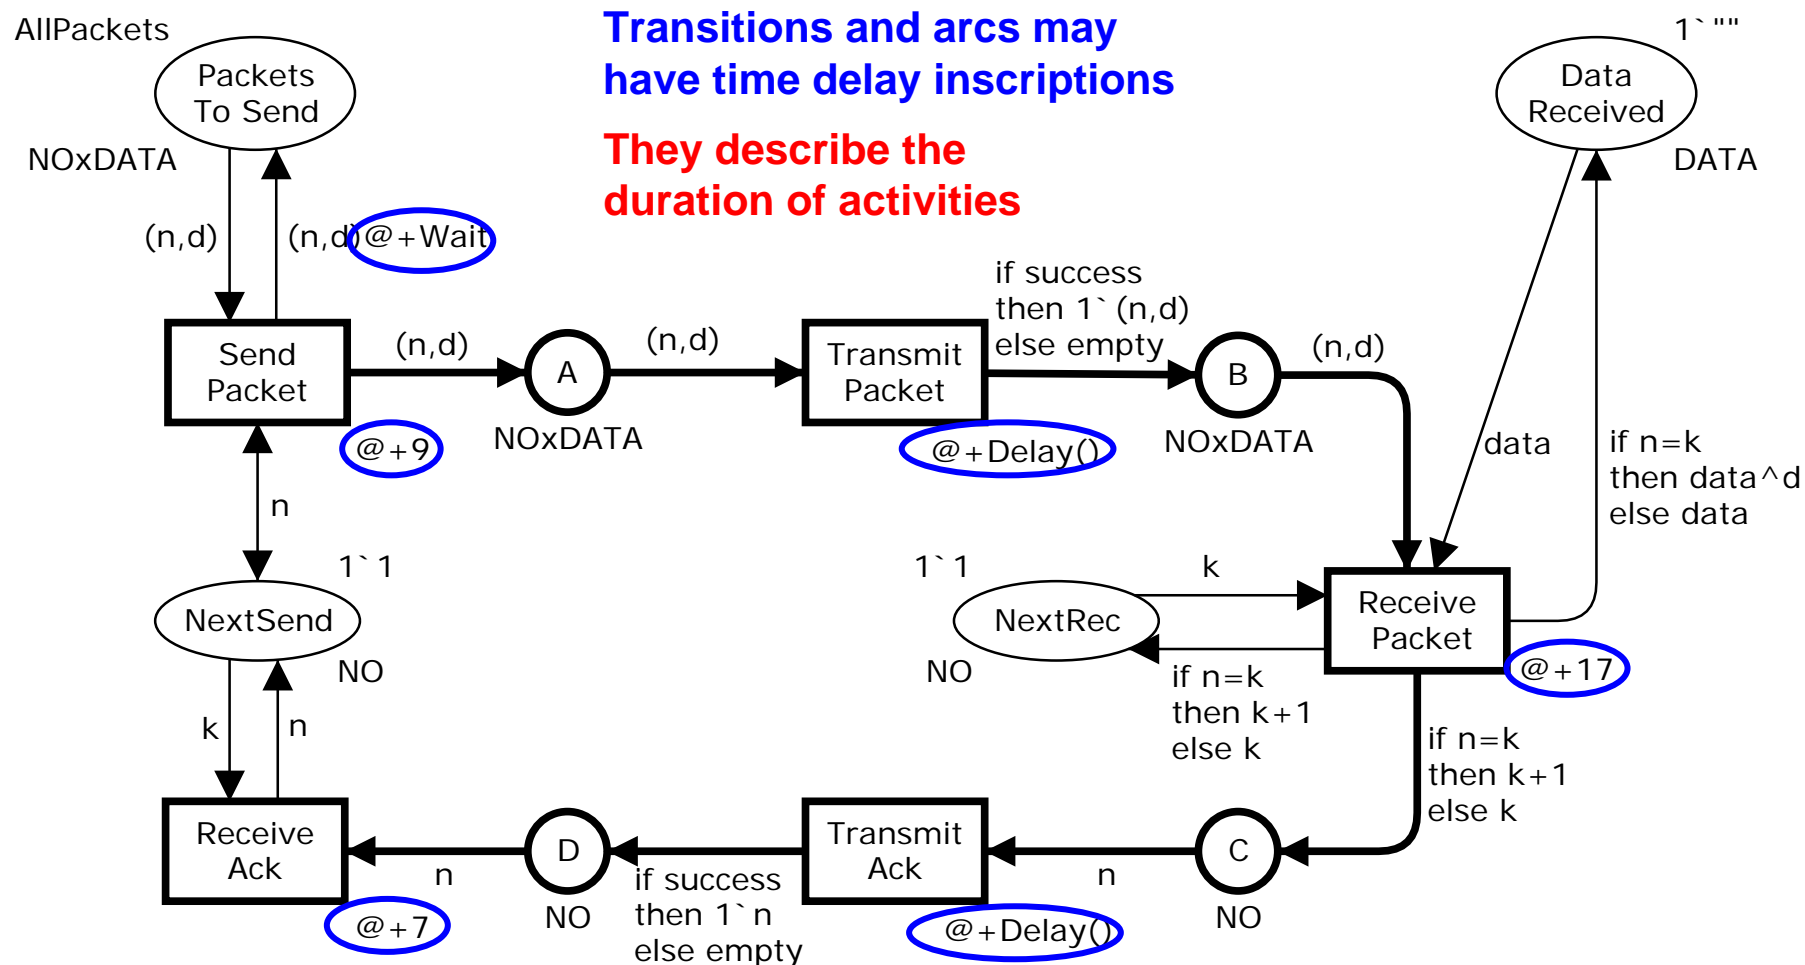 AllPackets
Transitions and arcs may
have time delay inscriptions
They describe the
duration of activities
1`""
Packets
To Send
Data
Received
NOxDATA
DATA
(n,d)
(n,d)@+Wait
if success
then 1`(n,d)
else empty
Send
Packet
(n,d)
A
(n,d)
Transmit
Packet
B
(n,d)
@+9
NOxDATA
@+Delay()
NOxDATA
data
if n=k
then data^d
else data
n
1`1
NextSend
NO
1`1
NextRec
NO
k
Receive
Packet
@+17
if n=k
then k+1
else k
k
n
if n=k
then k+1
else k
Receive
Ack
@+7
n
D
NO
if success
then 1`n
else empty
Transmit
Ack
@+Delay()
n
C
NO